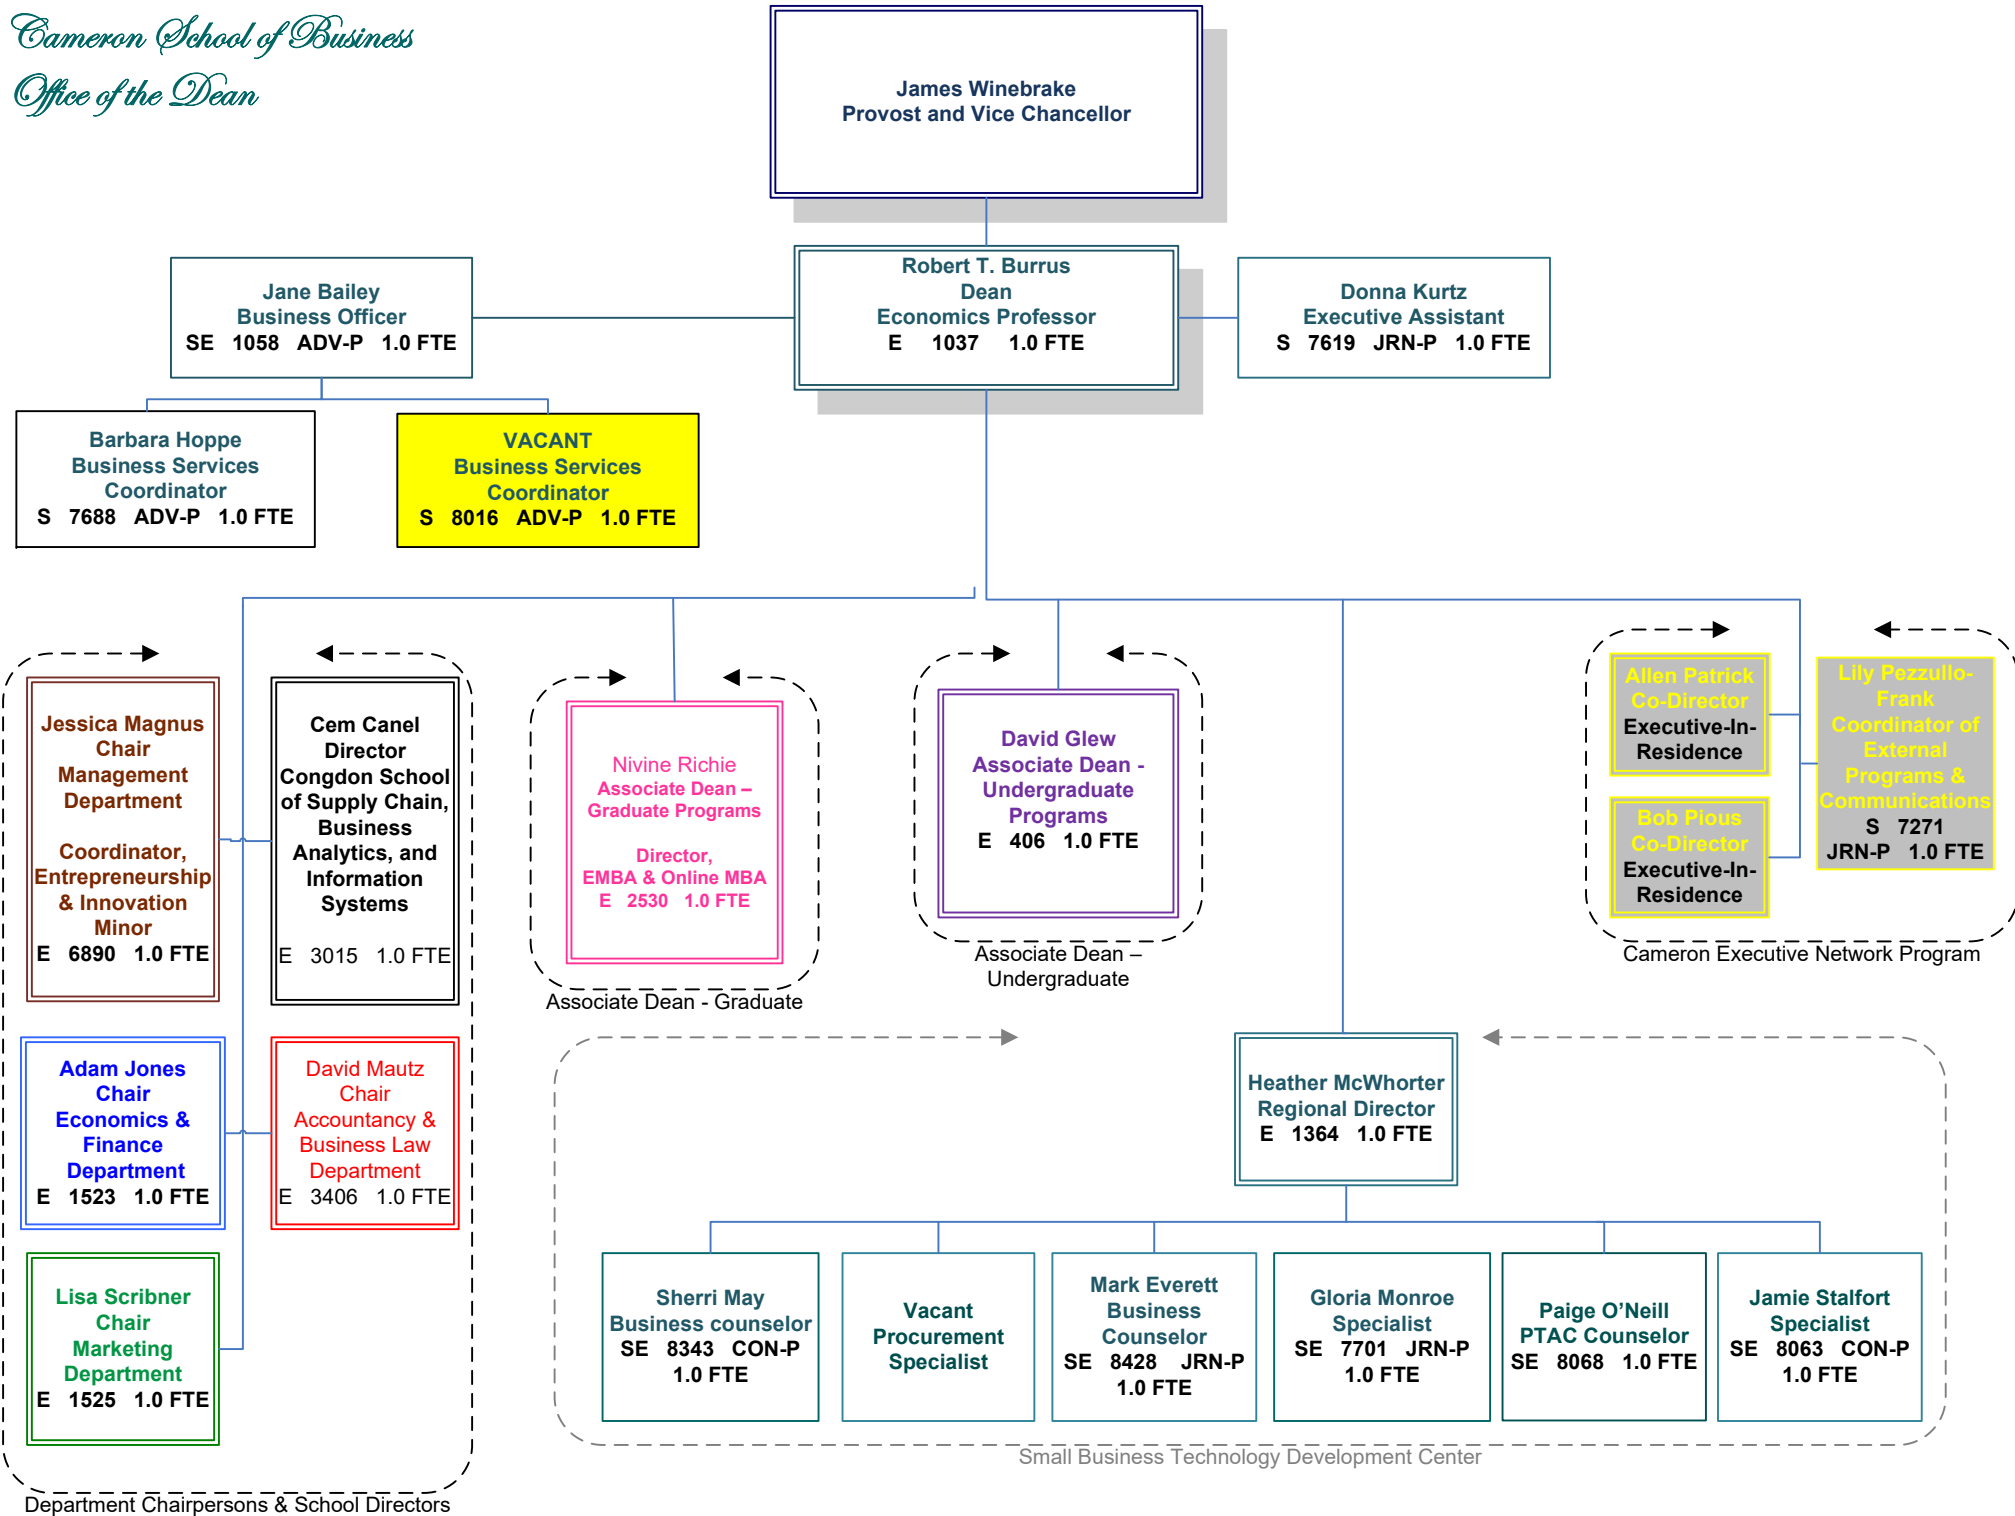 Cameron School of Business
Office of the Dean
James Winebrake
Provost and Vice Chancellor
Robert T. Burrus
Dean
Economics Professor
E 1037 1.0 FTE
Jane Bailey
Business Officer
SE 1058 ADV-P 1.0 FTE
Donna Kurtz
Executive Assistant
S 7619 JRN-P 1.0 FTE
Barbara Hoppe
Business Services
Coordinator
S 7688 ADV-P 1.0 FTE
VACANT
Business Services
Coordinator
S 8016 ADV-P 1.0 FTE
Jessica Magnus
Chair
Management
Department
Coordinator,
Entrepreneurship
& Innovation
Minor
E 6890 1.0 FTE
Cem Canel
Director
Congdon School
of Supply Chain,
Business
Analytics, and
Information
Systems
E 3015 1.0 FTE
Adam Jones
Chair
Economics &
Finance
Department
E 1523 1.0 FTE
David Mautz
Chair
Accountancy &
Business Law
Department
E 3406 1.0 FTE
Lisa Scribner
Chair
Marketing
Department
E 1525 1.0 FTE
Department Chairpersons & School Directors
Nivine Richie
Associate Dean –
Graduate Programs
Director,
EMBA & Online MBA
E 2530 1.0 FTE
Associate Dean - Graduate
David Glew
Associate Dean -
Undergraduate
Programs
E 406 1.0 FTE
Associate Dean –
Undergraduate
Allen Patrick
Co-Director
Executive-In-
Residence
Bob Pious
Co-Director
Executive-In-
Residence
Lily Pezzullo-
Frank
Coordinator of
External
Programs &
Communications
S 7271
JRN-P 1.0 FTE
Cameron Executive Network Program
Heather McWhorter
Regional Director
E 1364 1.0 FTE
Sherri May
Business counselor
SE 8343 CON-P
1.0 FTE
Vacant
Procurement
Specialist
Mark Everett
Business
Counselor
SE 8428 JRN-P
1.0 FTE
Gloria Monroe
Specialist
SE 7701 JRN-P
1.0 FTE
Paige O’Neill
PTAC Counselor
SE 8068 1.0 FTE
Jamie Stalfort
Specialist
SE 8063 CON-P
1.0 FTE
Small Business Technology Development Center